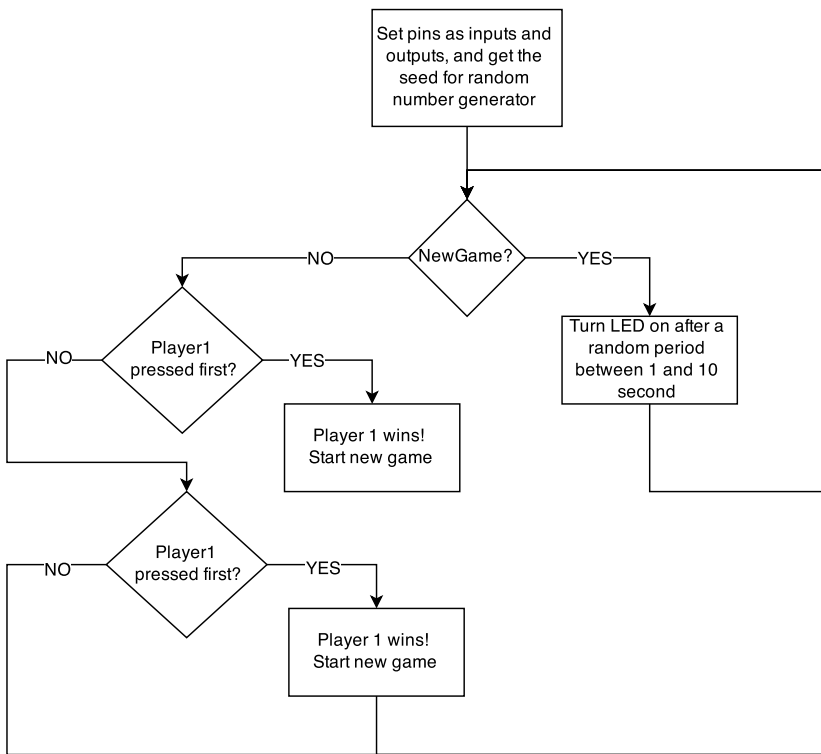 Set pins as inputs and
outputs, and get the
seed for random
number generator
NewGame?
NO
YES
Turn LED on after a
random period
between 1 and 10
second
Player1
pressed first?
NO
YES
Player 1 wins!
Start new game
Player1
pressed first?
NO
YES
Player 1 wins!
Start new game